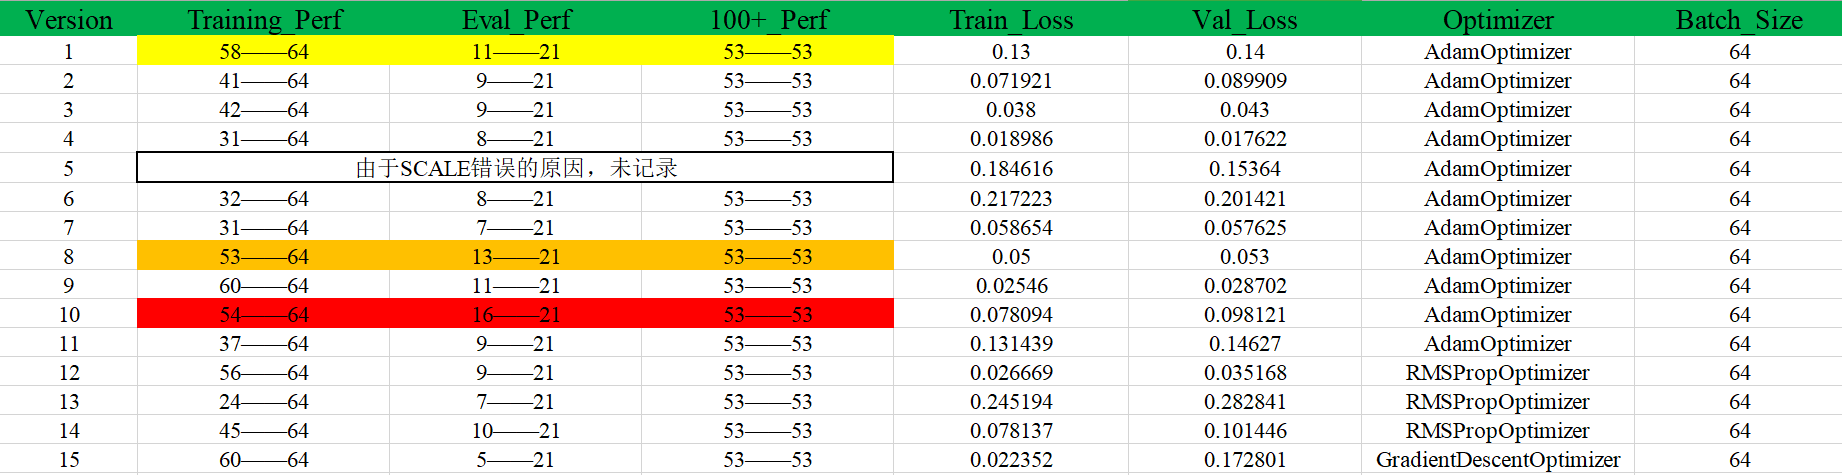 Version Training_Perf Eval_Perf 100+_Perf Train_Loss Val_Loss Optimizer Batch_Size
1 58——64 11——21 53——53 0.13 0.14 AdamOptimizer 64
2 41——64 9——21 53——53 0.071921 0.089909 AdamOptimizer 64
3 42——64 9——21 53——53 0.038 0.043 AdamOptimizer 64
4 31——64 8——21 53——53 0.018986 0.017622 AdamOptimizer 64
5 由于SCALE错误的原因，未记录 0.184616 0.15364 AdamOptimizer 64
6 32——64 8——21 53——53 0.217223 0.201421 AdamOptimizer 64
7 31——64 7——21 53——53 0.058654 0.057625 AdamOptimizer 64
8 53——64 13——21 53——53 0.05 0.053 AdamOptimizer 64
9 60——64 11——21 53——53 0.02546 0.028702 AdamOptimizer 64
10 54——64 16——21 53——53 0.078094 0.098121 AdamOptimizer 64
11 37——64 9——21 53——53 0.131439 0.14627 AdamOptimizer 64
12 56——64 9——21 53——53 0.026669 0.035168 RMSPropOptimizer 64
13 24——64 7——21 53——53 0.245194 0.282841 RMSPropOptimizer 64
14 45——64 10——21 53——53 0.078137 0.101446 RMSPropOptimizer 64
15 60——64 5——21 53——53 0.022352 0.172801 GradientDescentOptimizer 64